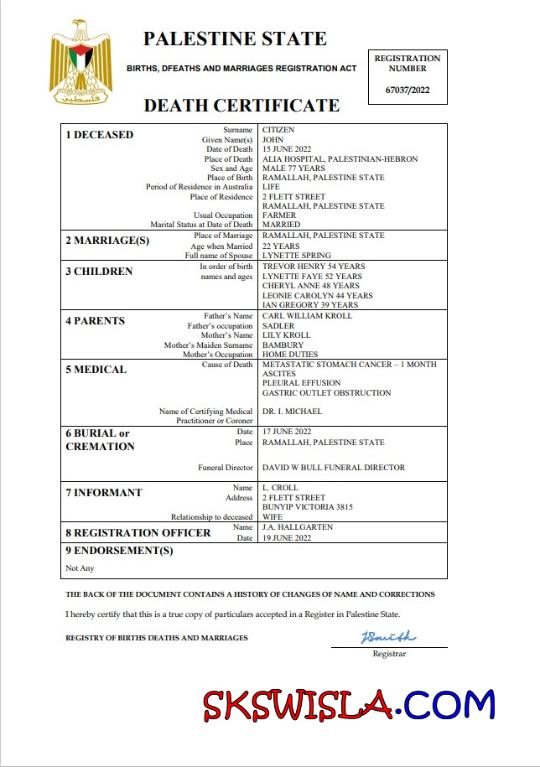 PALESTINE STATE
BIRTHS, DFEATHS AND MARRIAGES REGISTRATION ACT
REGISTRATION
NUMBER
67037/2022
DEATH CERTIFICATE
فلسطين
1 DECEASED
Surname CITIZEN
Given Name(s) JOHN
Date of Death 15 JUNE 2022
Place of Death ALIA HOSPITAL, PALESTINIAN-HEBRON
Sex and Age MALE 77 YEARS
Place of Birth RAMALLAH, PALESTINE STATE
Period of Residence in Australia LIFE
Place of Residence 2 FLETT STREET
RAMALLAH, PALESTINE STATE
Usual Occupation FARMER
Marital Status at Date of Death MARRIED
2 MARRIAGE(S)
Place of Marriage RAMALLAH, PALESTINE STATE
Age when Married 22 YEARS
Full name of Spouse LYNETTE SPRING
3 CHILDREN
In order of birth TREVOR HENRY 54 YEARS
names and ages LYNETTE FAYE 52 YEARS
CHERYL ANNE 48 YEARS
LEONIE CAROLYN 44 YEARS
IAN GREGORY 39 YEARS
4 PARENTS
Father's Name CARL WILLIAM KROLL
Father's occupation SADLER
Mother's Name LILY KROLL
Mother's Maiden Surname BAMBURY
Mother's Occupation HOME DUTIES
5 MEDICAL
Cause of Death METASTATIC STOMACH CANCER – 1 MONTH
ASCITES
PLEURAL EFFUSION
GASTRIC OUTLET OBSTRUCTION
Name of Certifying Medical DR. I. MICHAEL
Practitioner or Coroner
6 BURIAL or
CREMATION
Date 17 JUNE 2022
Place RAMALLAH, PALESTINE STATE
Funeral Director DAVID W BULL FUNERAL DIRECTOR
7 INFORMANT
Name L. CROLL
Address 2 FLETT STREET
BUNYIP VICTORIA 3815
Relationship to deceased WIFE
8 REGISTRATION OFFICER
Name J.A. HALLGARTEN
Date 19 JUNE 2022
9 ENDORSEMENT(S)
Not Any
THE BACK OF THE DOCUMENT CONTAINS A HISTORY OF CHANGES OF NAME AND CORRECTIONS
I hereby certify that this is a true copy of particulars accepted in a Register in Palestine State.
REGISTRY OF BIRTHS DEATHS AND MARRIAGES
Registrar
SKSWISLA.COM